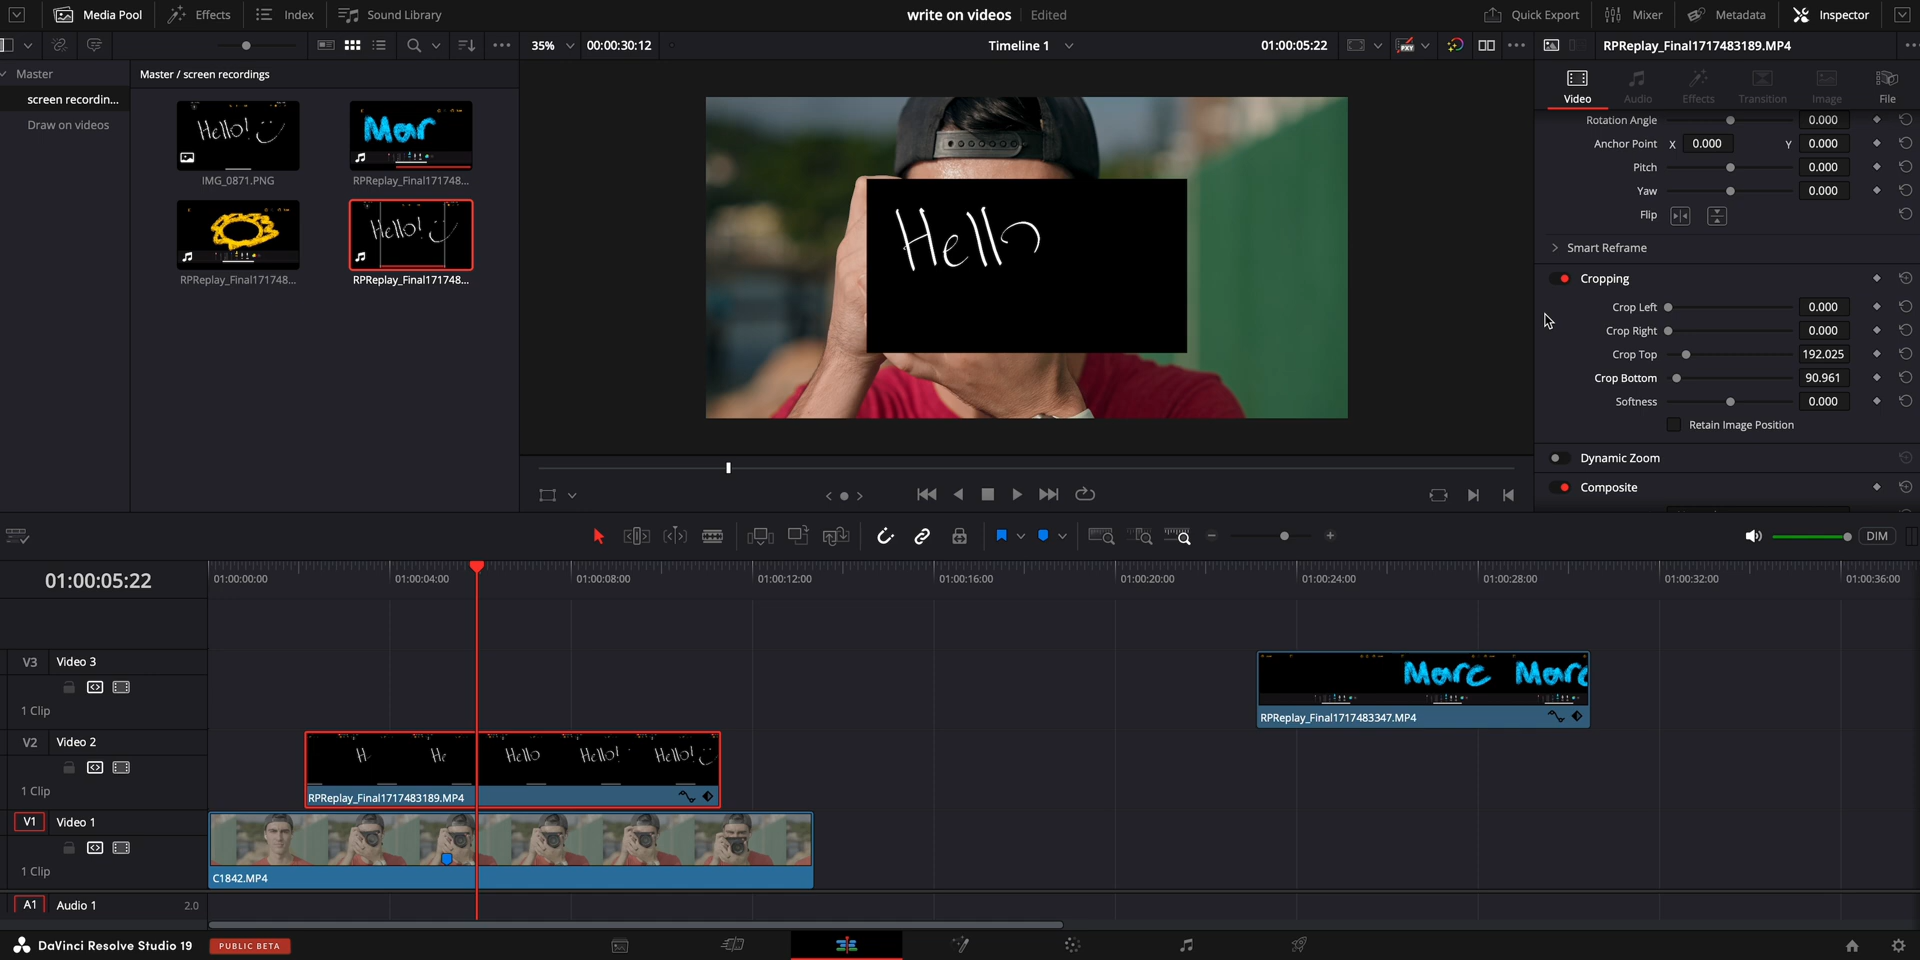 Media Pool
Effects
Index
Sound Library
write on videos
Edited
Quick Export
Mixer
Metadata
Inspector
35%
00:00:30:12
Timeline 1
01:00:05:22
RPReplay_Final1717483189.MP4
Master
screen recordin...
Draw on videos
Master / screen recordings
Hello!
IMG_0871.PNG
Mar
RPReplay_Final171748...
RPReplay_Final171748...
Hello!
RPReplay_Final171748...
Hello
Video
Audio
Effects
Transition
Image
File
Rotation Angle 0.000
Anchor Point X 0.000 Y 0.000
Pitch 0.000
Yaw 0.000
Flip
Smart Reframe
Cropping
Crop Left 0.000
Crop Right 0.000
Crop Top 192.025
Crop Bottom 90.961
Softness 0.000
Retain Image Position
Dynamic Zoom
Composite
DIM
01:00:05:22
01:00:00:00
01:00:04:00
01:00:08:00
01:00:12:00
01:00:16:00
01:00:20:00
01:00:24:00
01:00:28:00
01:00:32:00
01:00:36:00
V3 Video 3
1 Clip
Marc Marc
RPReplay_Final1717483347.MP4
V2 Video 2
1 Clip
H He Hello Hello! Hello!
RPReplay_Final1717483189.MP4
V1 Video 1
1 Clip
C1842.MP4
A1 Audio 1 2.0
DaVinci Resolve Studio 19
PUBLIC BETA